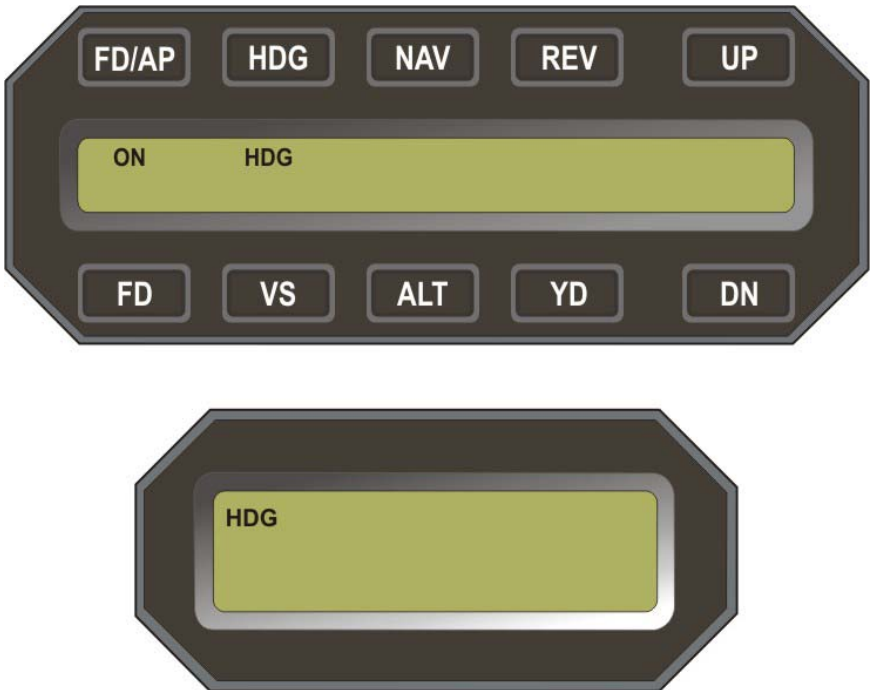 FD/AP HDG NAV REV UP
ON HDG
FD VS ALT YD DN
HDG